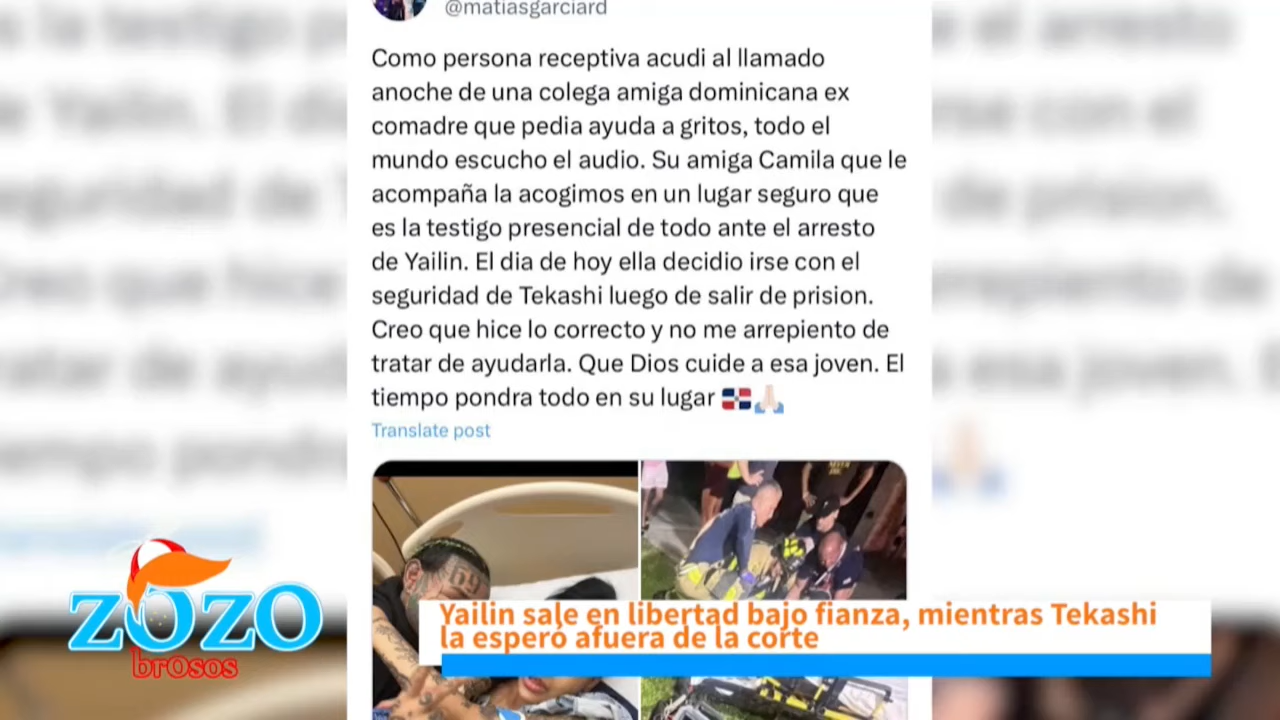 @matiasgarciard
Como persona receptiva acudi al llamado
anoche de una colega amiga dominicana ex
comadre que pedia ayuda a gritos, todo el
mundo escucho el audio. Su amiga Camila que le
acompaña la acogimos en un lugar seguro que
es la testigo presencial de todo ante el arresto
de Yailin. El dia de hoy ella decidio irse con el
seguridad de Tekashi luego de salir de prision.
Creo que hice lo correcto y no me arrepiento de
tratar de ayudarla. Que Dios cuide a esa joven. El
tiempo pondra todo en su lugar 🇩🇴🙏🏻
Translate post
69
ZOZO
brOsos
Yailin sale en libertad bajo fianza, mientras Tekashi
la esperó afuera de la corte